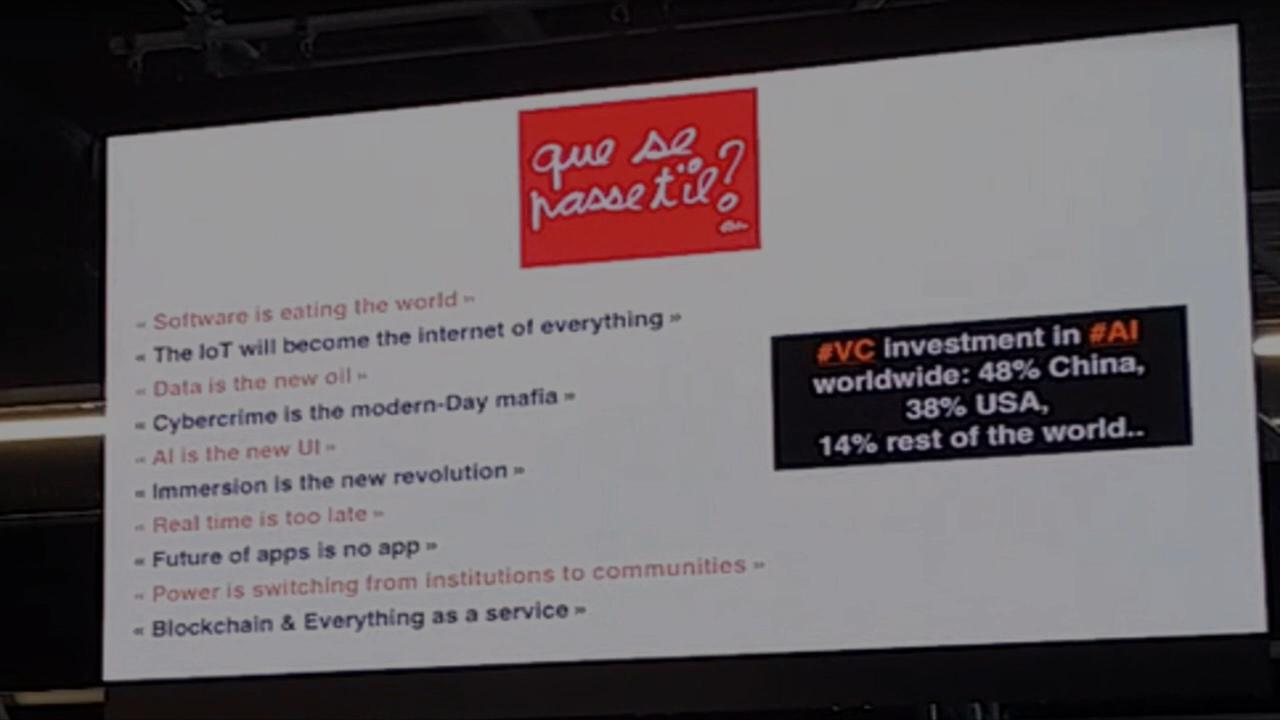 que se
passe t'il?
« Software is eating the world »
« The IoT will become the internet of everything »
« Data is the new oil »
« Cybercrime is the modern-Day mafia »
« AI is the new UI »
« Immersion is the new revolution »
« Real time is too late »
« Future of apps is no app »
« Power is switching from institutions to communities »
« Blockchain & Everything as a service »
#VC investment in #AI
worldwide: 48% China,
38% USA,
14% rest of the world..